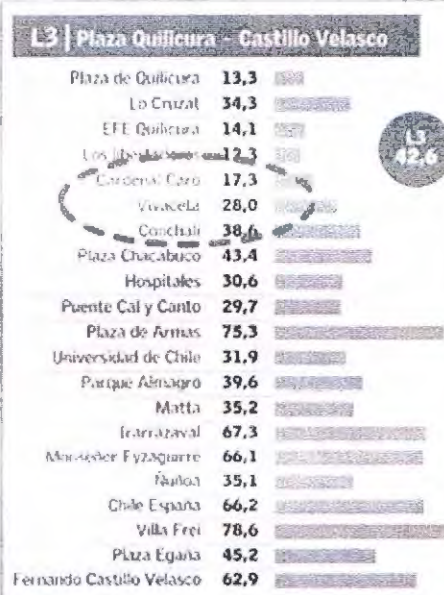 L3 | Plaza Quilicura - Castillo Velasco
Plaza de Quilicura 13,3
Lo Cruzat 34,3
EFE Quilicura 14,1
Los libertadores 12,3
Cardenal Caro 17,3
Vivaceta 28,0
Conchalí 38,6
Plaza Chacabuco 43,4
Hospitales 30,6
Puente Cal y Canto 29,7
Plaza de Armas 75,3
Universidad de Chile 31,9
Parque Almagro 39,6
Matta 35,2
Irarrázaval 67,3
Monseñor Eyzaguirre 66,1
Ñuñoa 35,1
Chile España 66,2
Villa Frei 78,6
Plaza Egaña 45,2
Fernando Castillo Velasco 62,9
L3
42,6